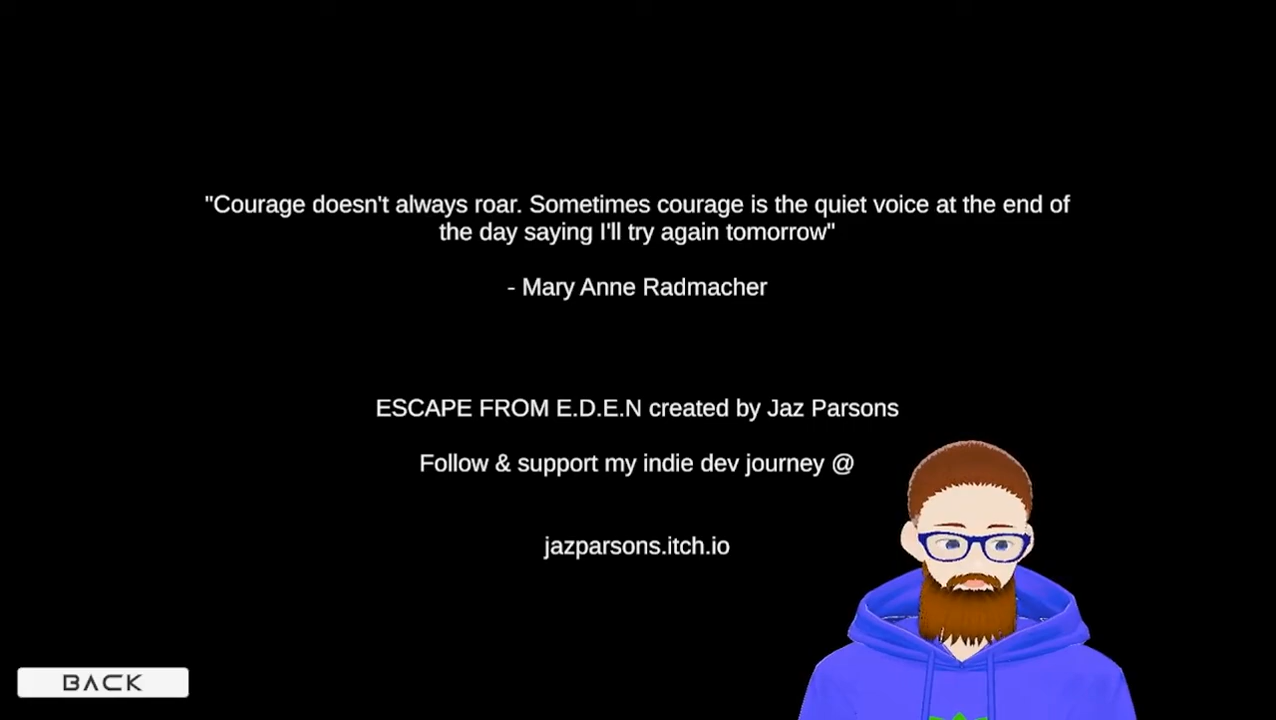 "Courage doesn't always roar. Sometimes courage is the quiet voice at the end of
the day saying I'll try again tomorrow"
- Mary Anne Radmacher
ESCAPE FROM E.D.E.N created by Jaz Parsons
Follow & support my indie dev journey @
jazparsons.itch.io
BACK